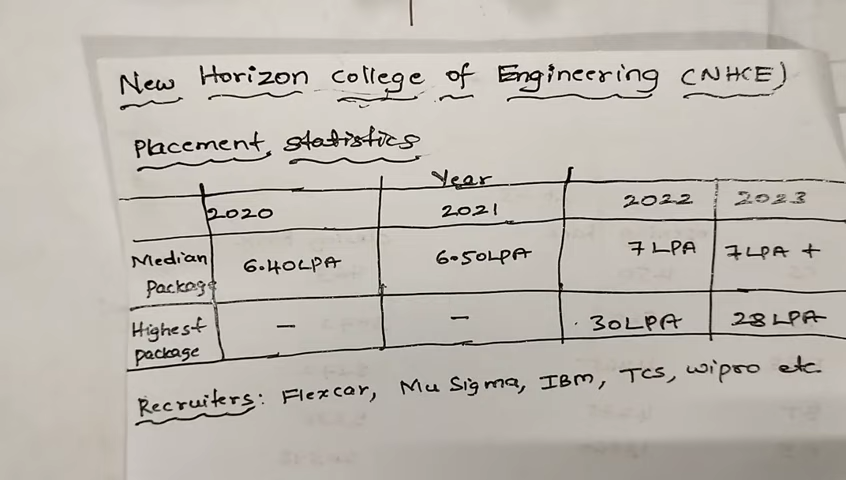 New Horizon college of Engineering (NHCE)
Placement statistics
Year
2020 2021 2022 2023
Median package 6.40LPA 6.50LPA 7LPA 7LPA +
Highest package - - 30LPA 28LPA
Recruiters: Flexcar, Mu Sigma, IBM, TCS, wipro etc.